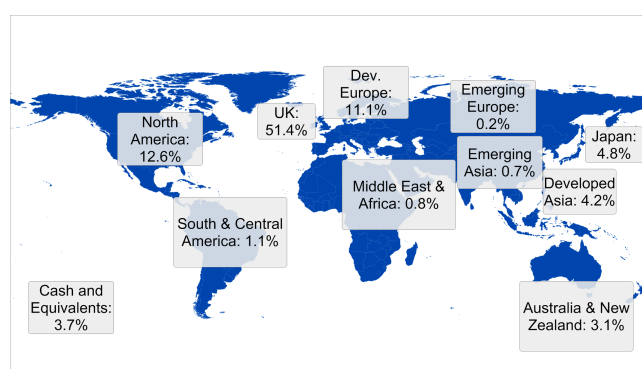 Dev.
Europe:
11.1%
Emerging
Europe:
0.2%
UK:
51.4%
North
America:
12.6%
Japan:
4.8%
Emerging
Asia: 0.7%
Middle East &
Africa: 0.8%
Developed
Asia: 4.2%
South & Central
America: 1.1%
Cash and
Equivalents:
3.7%
Australia & New
Zealand: 3.1%